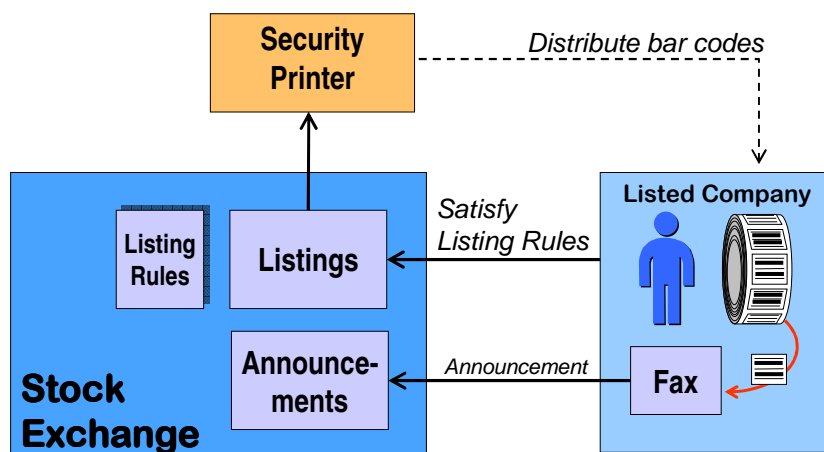 Security
Printer
Distribute bar codes
Listed Company
Satisfy
Listing Rules
Listing
Rules
Listings
Announce-
ments
Announcement
Fax
Stock
Exchange